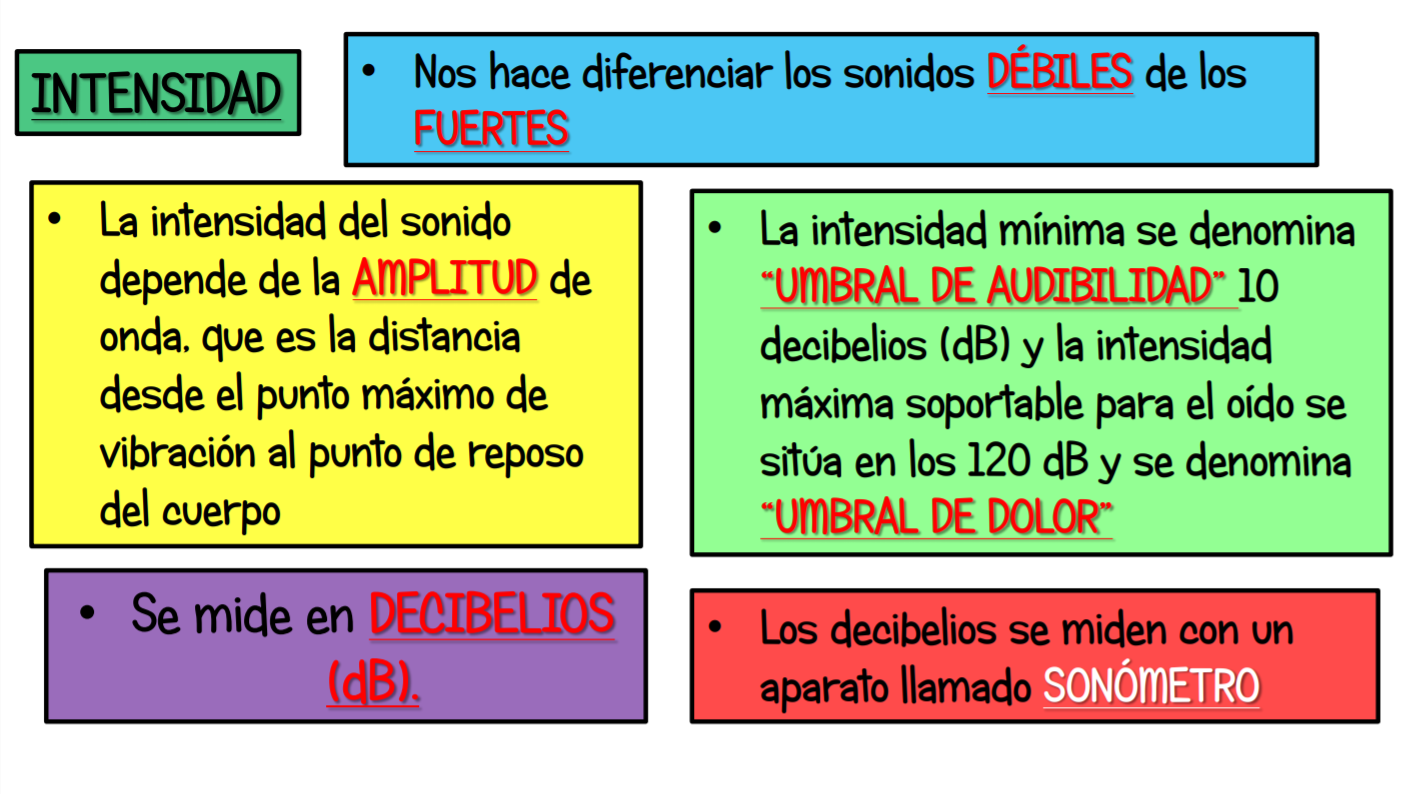 INTENSIDAD
• Nos hace diferenciar los sonidos DÉBILES de los
FUERTES
• La intensidad del sonido
depende de la AMPLITUD de
onda, que es la distancia
desde el punto máximo de
vibración al punto de reposo
del cuerpo
• La intensidad mínima se denomina
“UMBRAL DE AUDIBILIDAD” 10
decibelios (dB) y la intensidad
máxima soportable para el oído se
sitúa en los 120 dB y se denomina
“UMBRAL DE DOLOR”
• Se mide en DECIBELIOS
(dB).
• Los decibelios se miden con un
aparato llamado SONÓMETRO